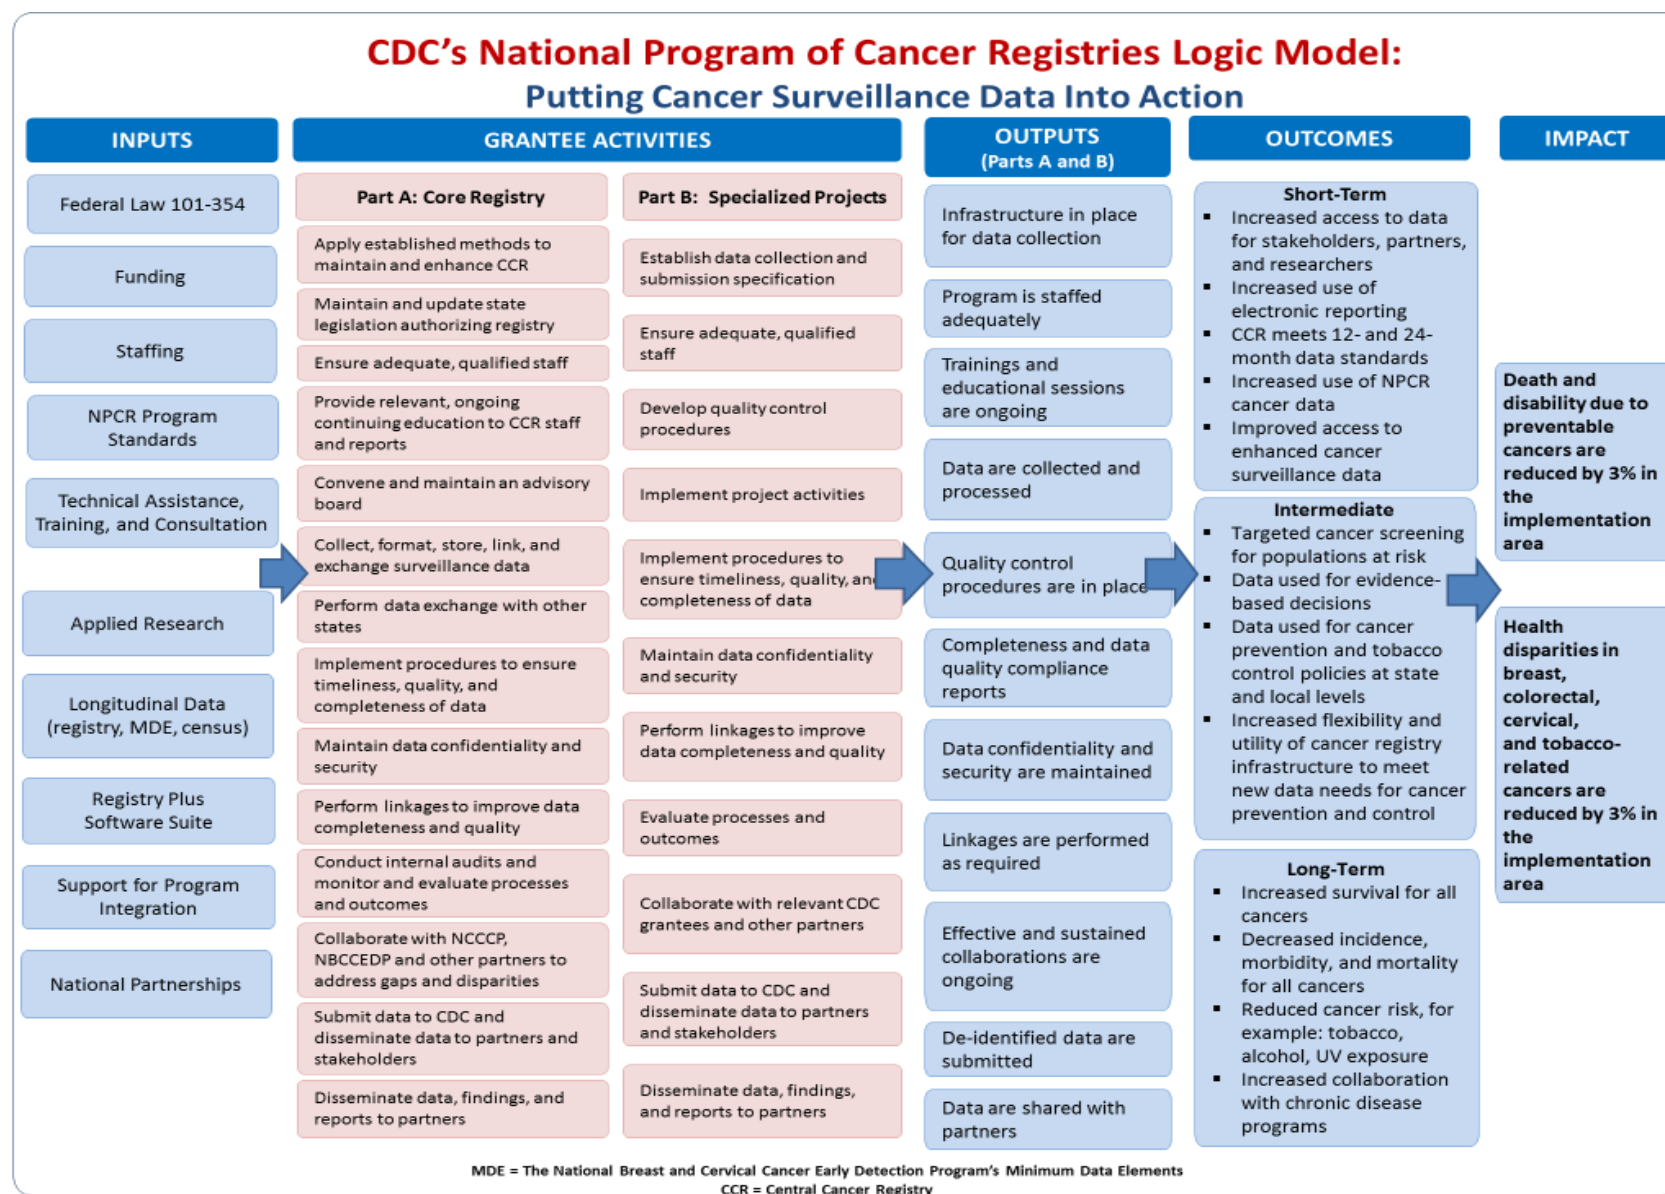 CDC’s National Program of Cancer Registries Logic Model:
Putting Cancer Surveillance Data Into Action
INPUTS
Federal Law 101-354
Funding
Staffing
NPCR Program
Standards
Technical Assistance,
Training, and Consultation
Applied Research
Longitudinal Data
(registry, MDE, census)
Registry Plus
Software Suite
Support for Program
Integration
National Partnerships
GRANTEE ACTIVITIES
Part A: Core Registry
Apply established methods to
maintain and enhance CCR
Maintain and update state
legislation authorizing registry
Ensure adequate, qualified staff
Provide relevant, ongoing
continuing education to CCR staff
and reports
Convene and maintain an advisory
board
Collect, format, store, link, and
exchange surveillance data
Perform data exchange with other
states
Implement procedures to ensure
timeliness, quality, and
completeness of data
Maintain data confidentiality and
security
Perform linkages to improve data
completeness and quality
Conduct internal audits and
monitor and evaluate processes
and outcomes
Collaborate with NCCCP,
NBCCEDP and other partners to
address gaps and disparities
Submit data to CDC and
disseminate data to partners and
stakeholders
Disseminate data, findings, and
reports to partners
Part B: Specialized Projects
Establish data collection and
submission specification
Ensure adequate, qualified
staff
Develop quality control
procedures
Implement project activities
Implement procedures to
ensure timeliness, quality, and
completeness of data
Maintain data confidentiality
and security
Perform linkages to improve
data completeness and quality
Evaluate processes and
outcomes
Collaborate with relevant CDC
grantees and other partners
Submit data to CDC and
disseminate data to partners
and stakeholders
Disseminate data, findings,
and reports to partners
OUTPUTS
(Parts A and B)
Infrastructure in place
for data collection
Program is staffed
adequately
Trainings and
educational sessions
are ongoing
Data are collected and
processed
Quality control
procedures are in place
Completeness and data
quality compliance
reports
Data confidentiality and
security are maintained
Linkages are performed
as required
Effective and sustained
collaborations are
ongoing
De-identified data are
submitted
Data are shared with
partners
OUTCOMES
Short-Term
▪ Increased access to data
for stakeholders, partners,
and researchers
▪ Increased use of
electronic reporting
▪ CCR meets 12- and 24-
month data standards
▪ Increased use of NPCR
cancer data
▪ Improved access to
enhanced cancer
surveillance data
Intermediate
▪ Targeted cancer screening
for populations at risk
▪ Data used for evidence-
based decisions
▪ Data used for cancer
prevention and tobacco
control policies at state
and local levels
▪ Increased flexibility and
utility of cancer registry
infrastructure to meet
new data needs for cancer
prevention and control
Long-Term
▪ Increased survival for all
cancers
▪ Decreased incidence,
morbidity, and mortality
for all cancers
▪ Reduced cancer risk, for
example: tobacco,
alcohol, UV exposure
▪ Increased collaboration
with chronic disease
programs
IMPACT
Death and
disability due to
preventable
cancers are
reduced by 3% in
the
implementation
area
Health
disparities in
breast,
colorectal,
cervical,
and tobacco-
related
cancers are
reduced by 3% in
the
implementation
area
MDE = The National Breast and Cervical Cancer Early Detection Program’s Minimum Data Elements
CCR = Central Cancer Registry